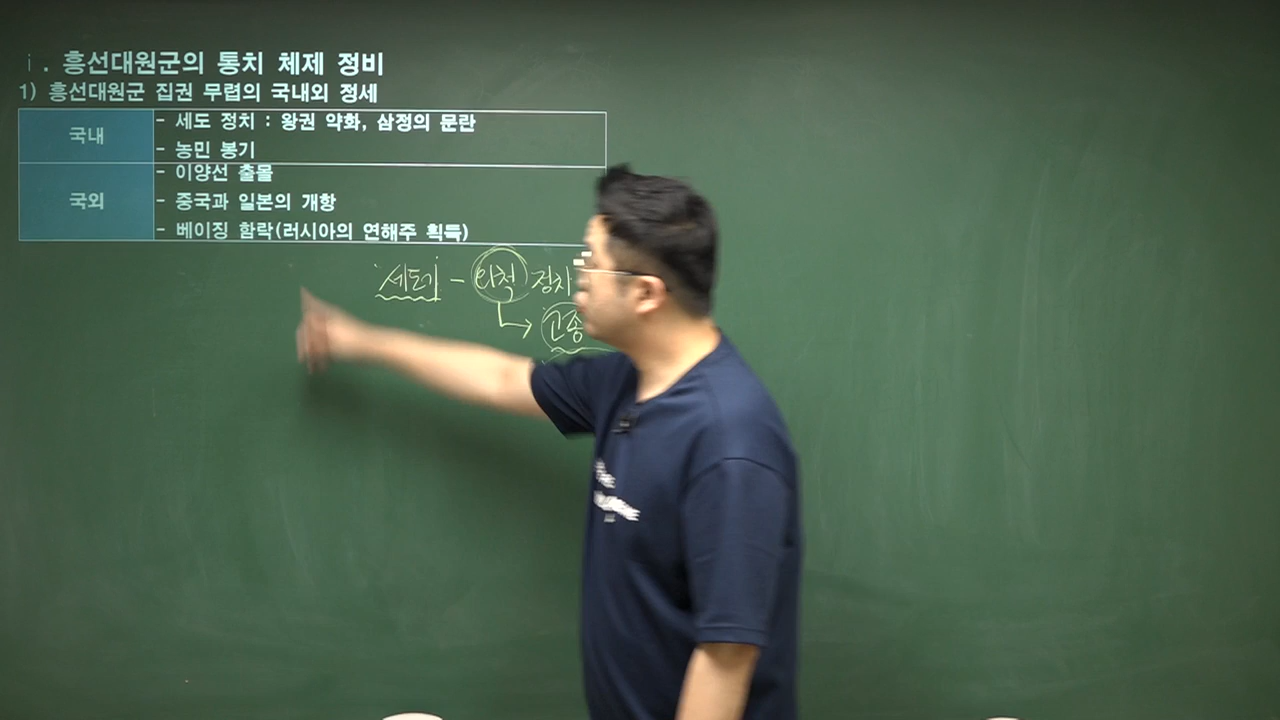 i. 흥선대원군의 통치 체제 정비
1) 흥선대원군 집권 무렵의 국내외 정세
국내
- 세도 정치 : 왕권 약화, 삼정의 문란
- 농민 봉기
국외
- 이양선 출몰
- 중국과 일본의 개항
- 베이징 함락(러시아의 연해주 획득)
세도기 - 외척 정치
고종